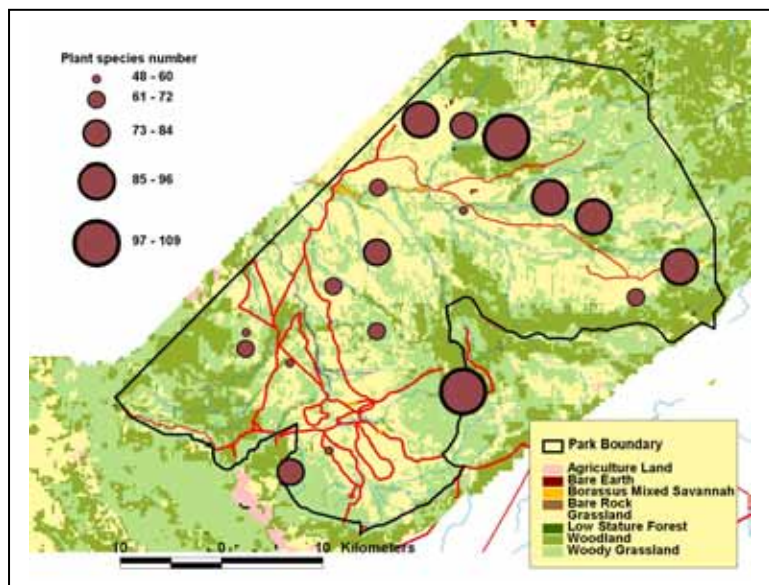 Plant species number
48 - 60
61 - 72
73 - 84
85 - 96
97 - 109
Park Boundary
Agriculture Land
Bare Earth
Borassus Mixed Savannah
Bare Rock
Grassland
Low Stature Forest
Woodland
Woody Grassland
10 0 10 Kilometers